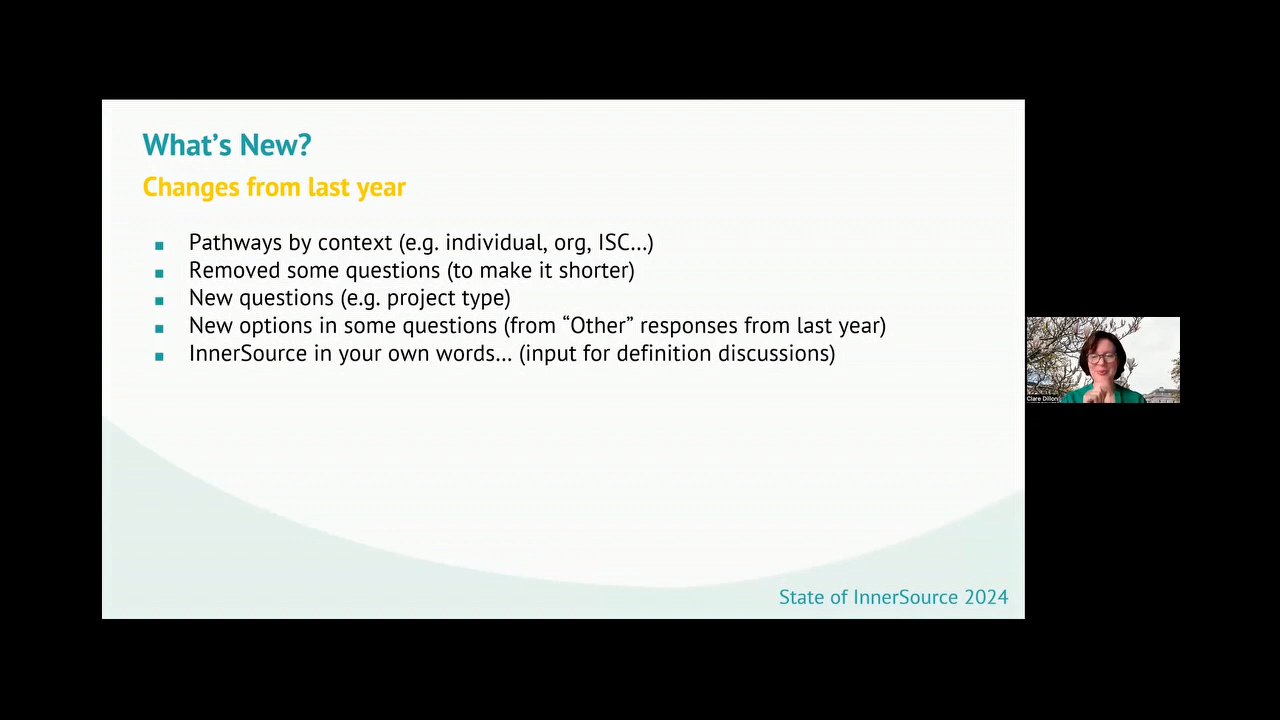 What's New?
Changes from last year
▪ Pathways by context (e.g. individual, org, ISC...)
▪ Removed some questions (to make it shorter)
▪ New questions (e.g. project type)
▪ New options in some questions (from “Other” responses from last year)
▪ InnerSource in your own words... (input for definition discussions)
Clare Dillon
State of InnerSource 2024